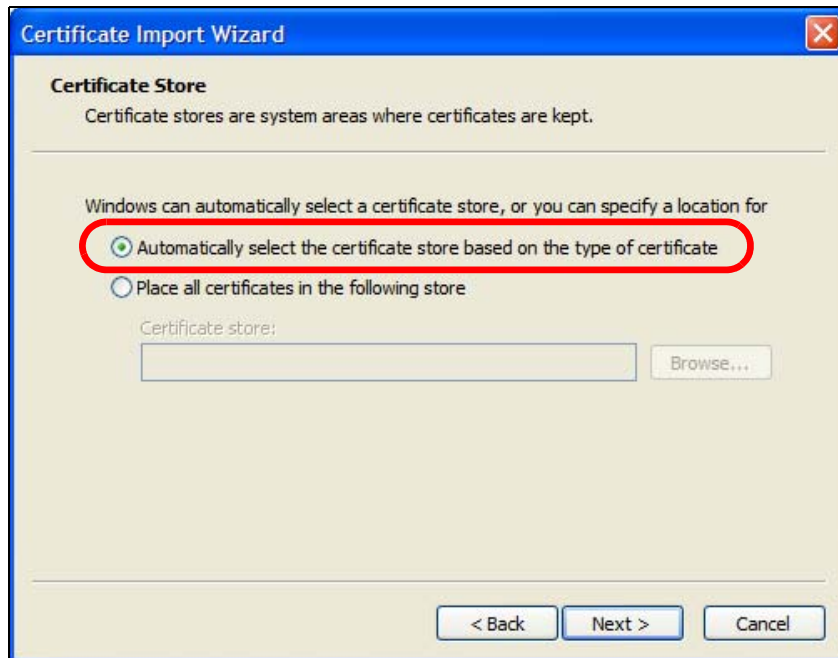 Certificate Import Wizard
Certificate Store
Certificate stores are system areas where certificates are kept.
Windows can automatically select a certificate store, or you can specify a location for
Automatically select the certificate store based on the type of certificate
Place all certificates in the following store
Certificate store:
Browse...
< Back Next > Cancel